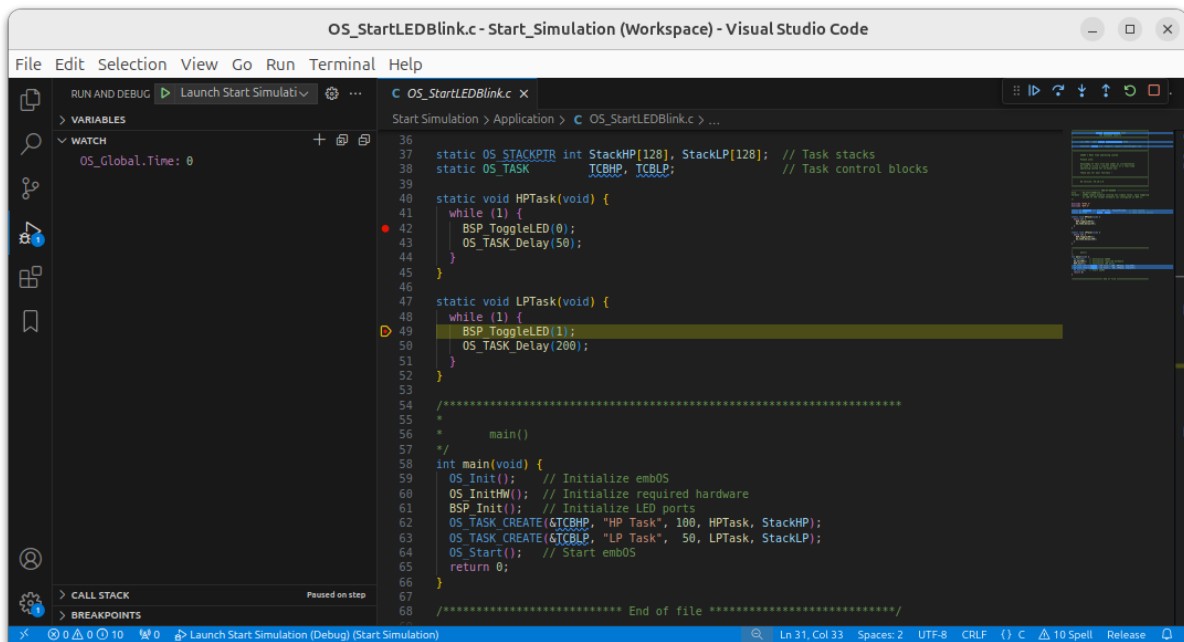 OS_StartLEDBlink.c - Start_Simulation (Workspace) - Visual Studio Code
File Edit Selection View Go Run Terminal Help
RUN AND DEBUG Launch Start Simulati
VARIABLES
WATCH
OS_Global.Time: 0
C OS_StartLEDBlink.c
Start Simulation > Application > C OS_StartLEDBlink.c > ...
36
37 static OS_STACKPTR int StackHP[128], StackLP[128]; // Task stacks
38 static OS_TASK TCBHP, TCBLP; // Task control blocks
39
40 static void HPTask(void) {
41 while (1) {
42 BSP_ToggleLED(0);
43 OS_TASK_Delay(50);
44 }
45 }
46
47 static void LPTask(void) {
48 while (1) {
49 BSP_ToggleLED(1);
50 OS_TASK_Delay(200);
51 }
52 }
53
54 /*********************************************************************
55 *
56 * main()
57 */
58 int main(void) {
59 OS_Init(); // Initialize embOS
60 OS_InitHW(); // Initialize required hardware
61 BSP_Init(); // Initialize LED ports
62 OS_TASK_CREATE(&TCBHP, "HP Task", 100, HPTask, StackHP);
63 OS_TASK_CREATE(&TCBLP, "LP Task", 50, LPTask, StackLP);
64 OS_Start(); // Start embOS
65 return 0;
66 }
67
68 /*************************** End of file ****************************/
1
CALL STACK Paused on step
BREAKPOINTS
1
0 0 10 0 Launch Start Simulation (Debug) (Start Simulation) Ln 31, Col 33 Spaces: 2 UTF-8 CRLF {} C 10 Spell Release